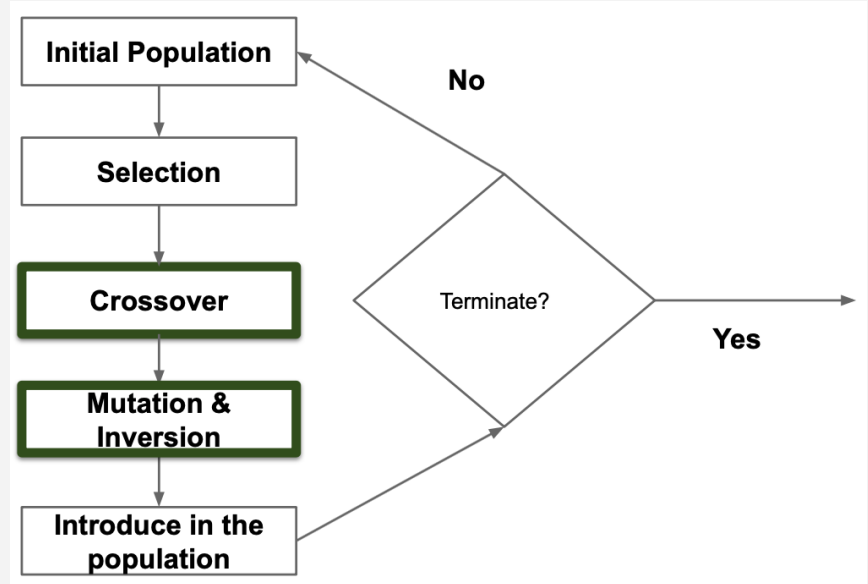 Initial Population
No
Selection
Crossover
Terminate?
Yes
Mutation &
Inversion
Introduce in the
population